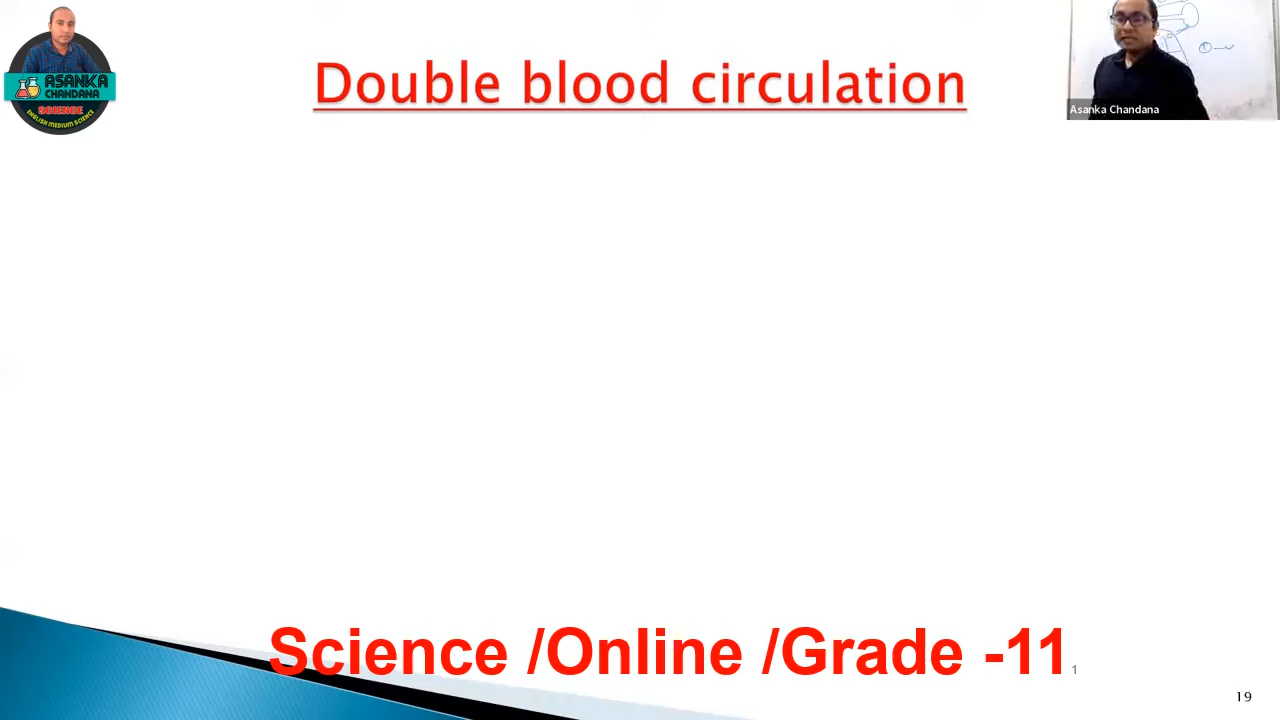 ASANKA
CHANDANA
SCIENCE
ENGLISH MEDIUM SCIENCE
Double blood circulation
Asanka Chandana
Science /Online /Grade -11
1
19